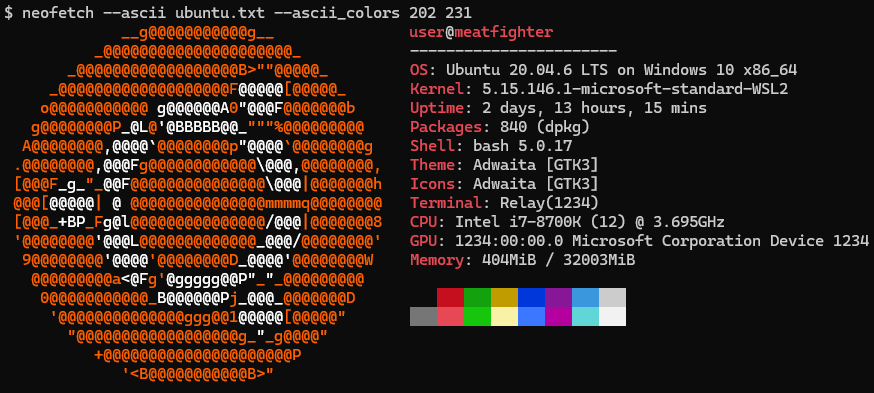 $ neofetch --ascii ubuntu.txt --ascii_colors 202 231
__g@@@@@@@@@@@g__ user@meatfighter
_@@@@@@@@@@@@@@@@@@@@@_ -----------------------
_@@@@@@@@@@@@@@@@@@B>""@@@@@_ OS: Ubuntu 20.04.6 LTS on Windows 10 x86_64
_@@@@@@@@@@@@@@@@@@@F@@@@@[@@@@@_ Kernel: 5.15.146.1-microsoft-standard-WSL2
o@@@@@@@@@@@ g@@@@@@A0"@@@F@@@@@@@b Uptime: 2 days, 13 hours, 15 mins
g@@@@@@@@P_@L@'@BBBBB@@_"""%@@@@@@@@@ Packages: 840 (dpkg)
A@@@@@@@@,@@@@`@@@@@@@@p"@@@@`@@@@@@@@g Shell: bash 5.0.17
.@@@@@@@@,@@@Fg@@@@@@@@@@@@\@@@,@@@@@@@@, Theme: Adwaita [GTK3]
[@@@F_g_"_@@F@@@@@@@@@@@@@@@\@@@|@@@@@@@h Icons: Adwaita [GTK3]
@@@[@@@@@| @ @@@@@@@@@@@@@@@mmmmq@@@@@@@@ Terminal: Relay(1234)
[@@@_+BP_Fg@l@@@@@@@@@@@@@@@/@@@|@@@@@@@8 CPU: Intel i7-8700K (12) @ 3.695GHz
'@@@@@@@@'@@@L@@@@@@@@@@@@@_@@@/@@@@@@@@' GPU: 1234:00:00.0 Microsoft Corporation Device 1234
9@@@@@@@@'@@@@'@@@@@@@@D_@@@@'@@@@@@@@W Memory: 404MiB / 32003MiB
@@@@@@@@@a<@Fg'@ggggg@@P"_"_@@@@@@@@@
0@@@@@@@@@@@_B@@@@@@Pj_@@@_@@@@@@@D
'@@@@@@@@@@@@@@ggg@@1@@@@@[@@@@@"
"@@@@@@@@@@@@@@@@@@g_"_g@@@@"
+@@@@@@@@@@@@@@@@@@@@@P
'<B@@@@@@@@@@@B>"